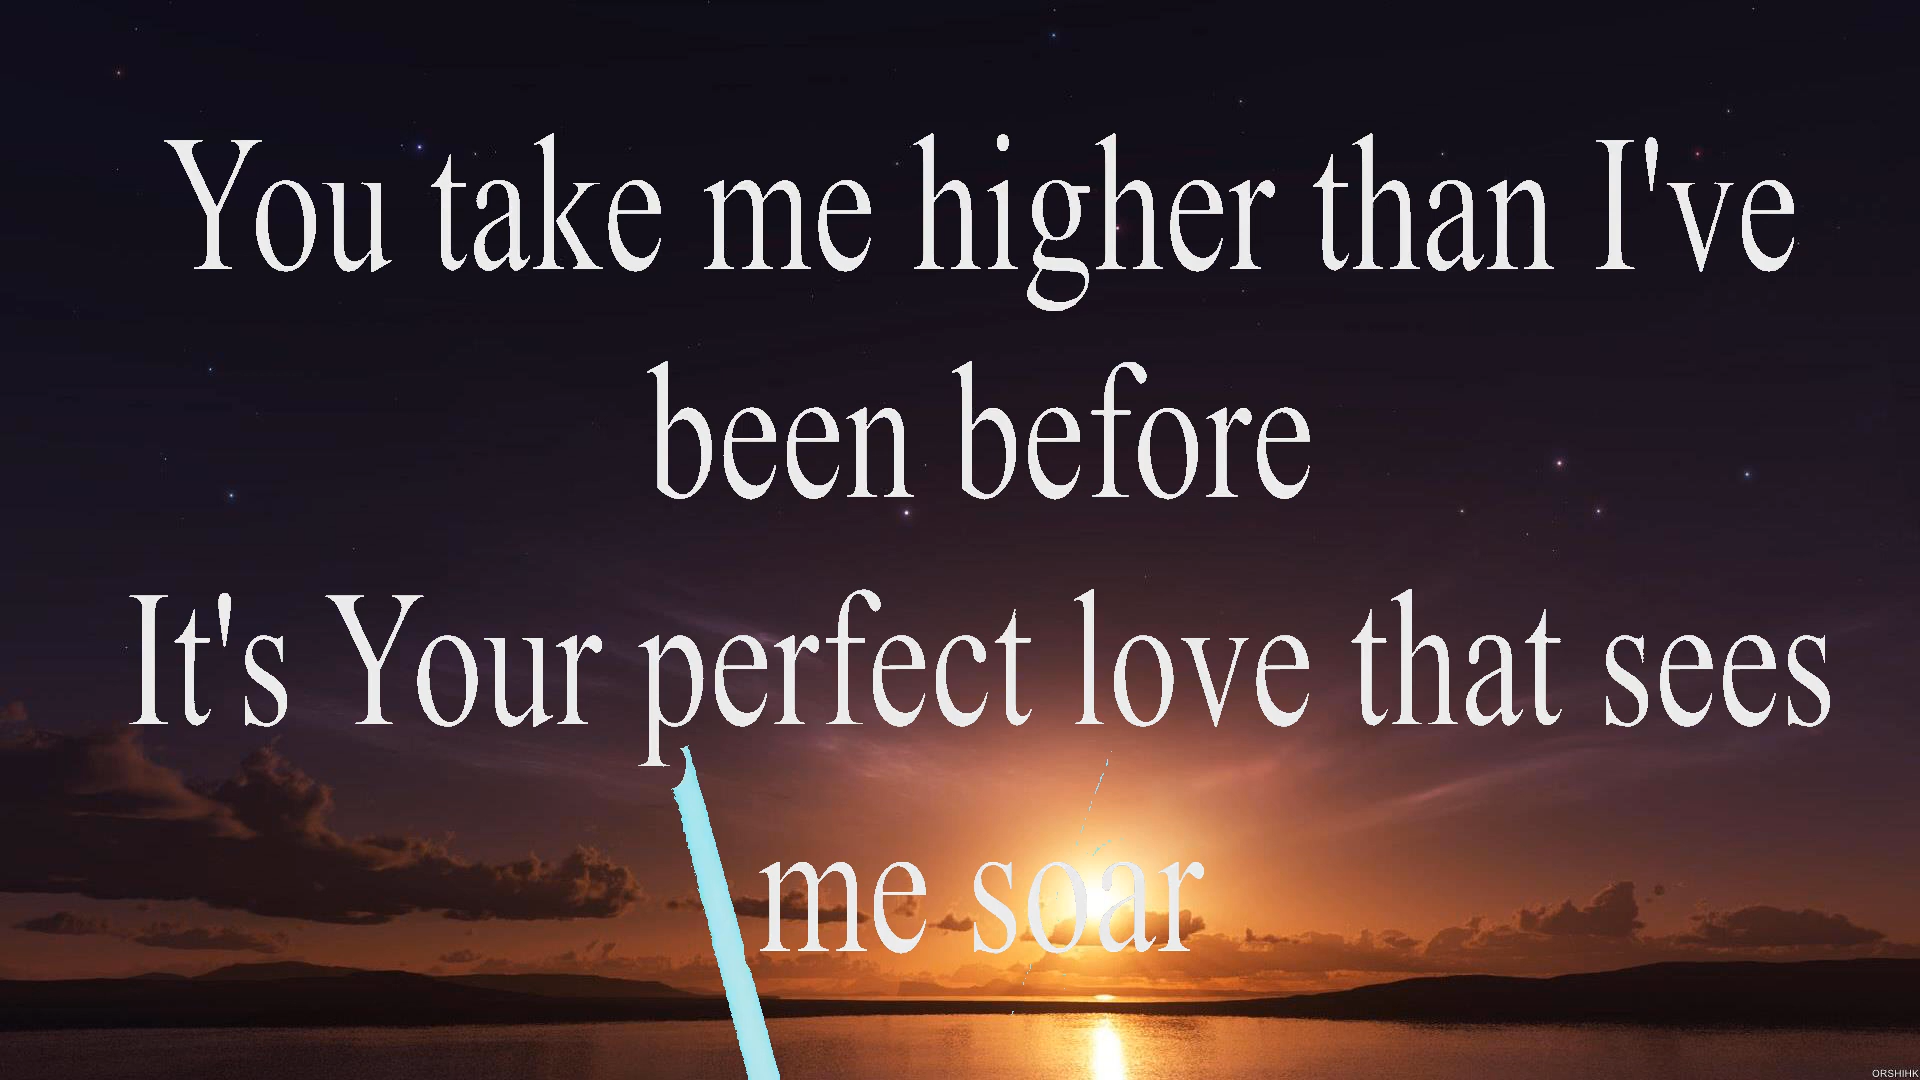 You take me higher than I've
been before
It's Your perfect love that sees
me soar
ORSHIHK